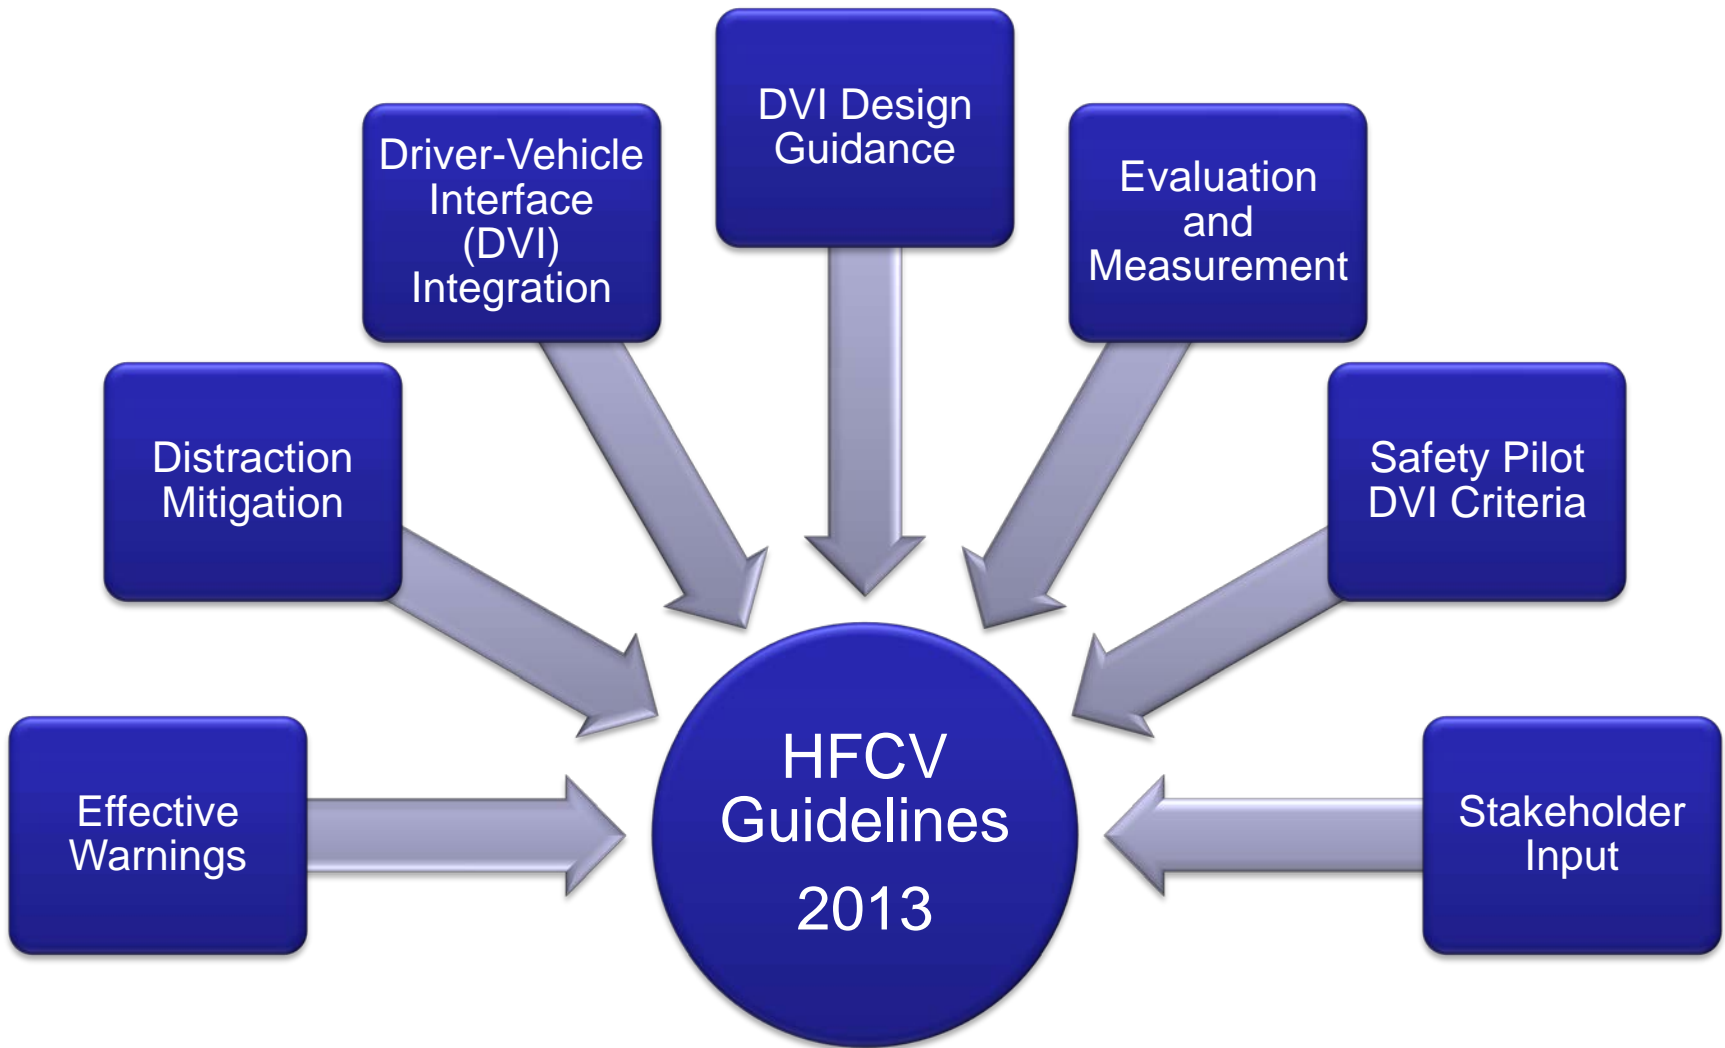 DVI Design
Guidance
Driver-Vehicle
Interface
(DVI)
Integration
Evaluation
and
Measurement
Distraction
Mitigation
Safety Pilot
DVI Criteria
Effective
Warnings
HFCV
Guidelines
2013
Stakeholder
Input